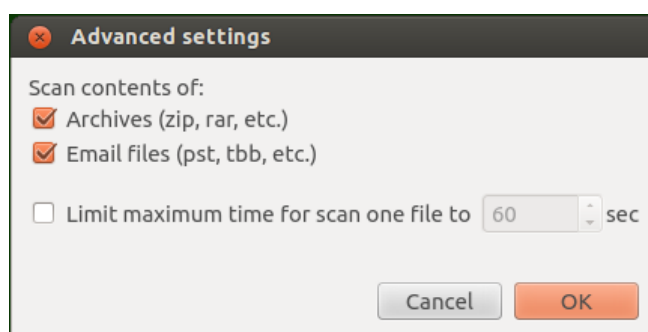 Advanced settings
Scan contents of:
Archives (zip, rar, etc.)
Email files (pst, tbb, etc.)
Limit maximum time for scan one file to 60 sec
Cancel OK